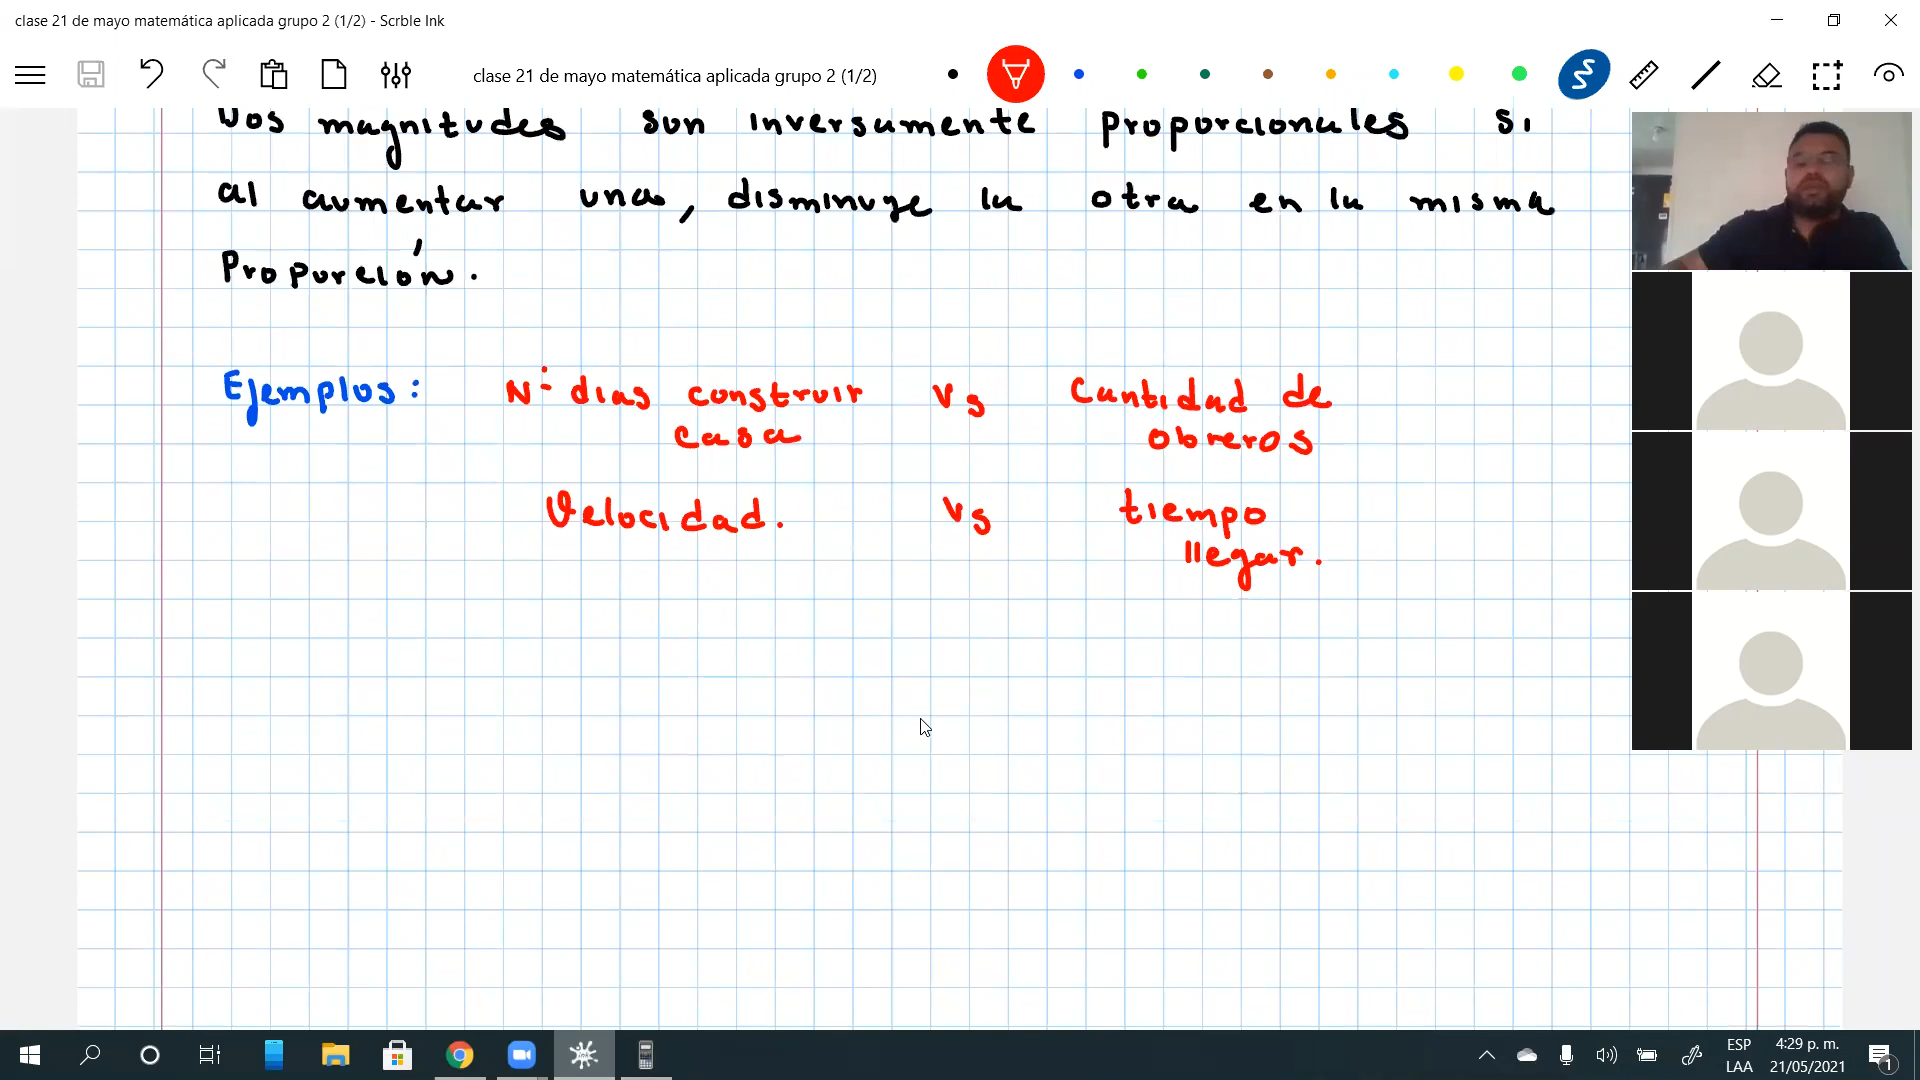 clase 21 de mayo matemática aplicada grupo 2 (1/2) - Scrble Ink
clase 21 de mayo matemática aplicada grupo 2 (1/2)
Dos magnitudes son inversamente proporcionales si
al aumentar una, disminuye la otra en la misma
Proporción.
Ejemplos: N° dias construir Vs Cantidad de
casa obreros
Velocidad. Vs tiempo
llegar.
ESP 4:29 p. m.
LAA 21/05/2021 1